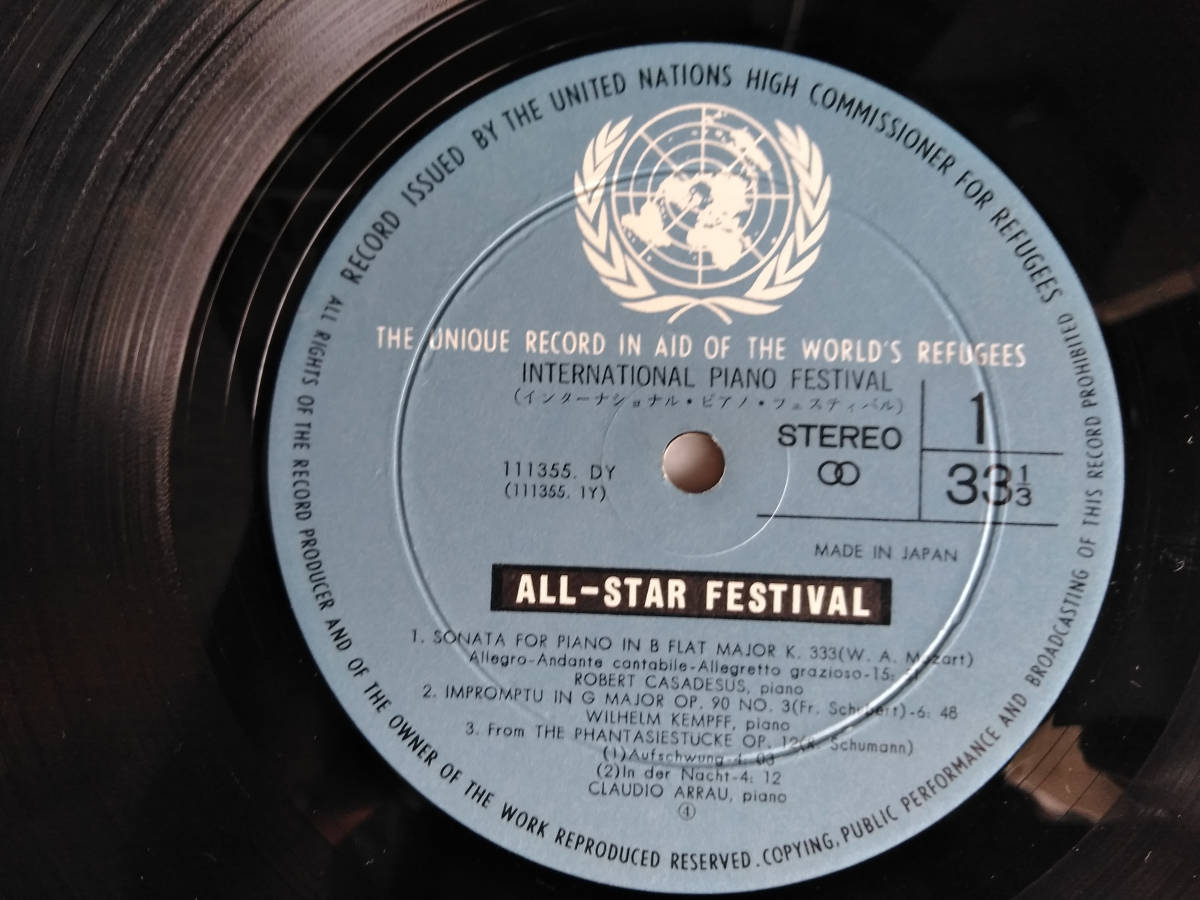 RECORD ISSUED BY THE UNITED NATIONS HIGH COMMISSIONER FOR REFUGEES
THE UNIQUE RECORD IN AID OF THE WORLD'S REFUGEES
INTERNATIONAL PIANO FESTIVAL
(インターナショナル・ピアノ・フェスティバル)
STEREO
1
33 1/3
111355. DY
(111355. 1Y)
MADE IN JAPAN
ALL-STAR FESTIVAL
1. SONATA FOR PIANO IN B FLAT MAJOR K. 333(W. A. Mozart)
Allegro-Andante cantabile-Allegretto grazioso-15:
ROBERT CASADESUS, piano
2. IMPROMPTU IN G MAJOR OP. 90 NO. 3(Fr. Schubert)-6: 48
WILHELM KEMPFF, piano
3. From THE PHANTASIESTUCKE OP. 12(R. Schumann)
(1)Aufschwung-4: 03
(2)In der Nacht-4: 12
CLAUDIO ARRAU, piano
④
ALL RIGHTS OF THE RECORD PRODUCER AND OF THE OWNER OF THE WORK REPRODUCED RESERVED. COPYING, PUBLIC PERFORMANCE AND BROADCASTING OF THIS RECORD PROHIBITED